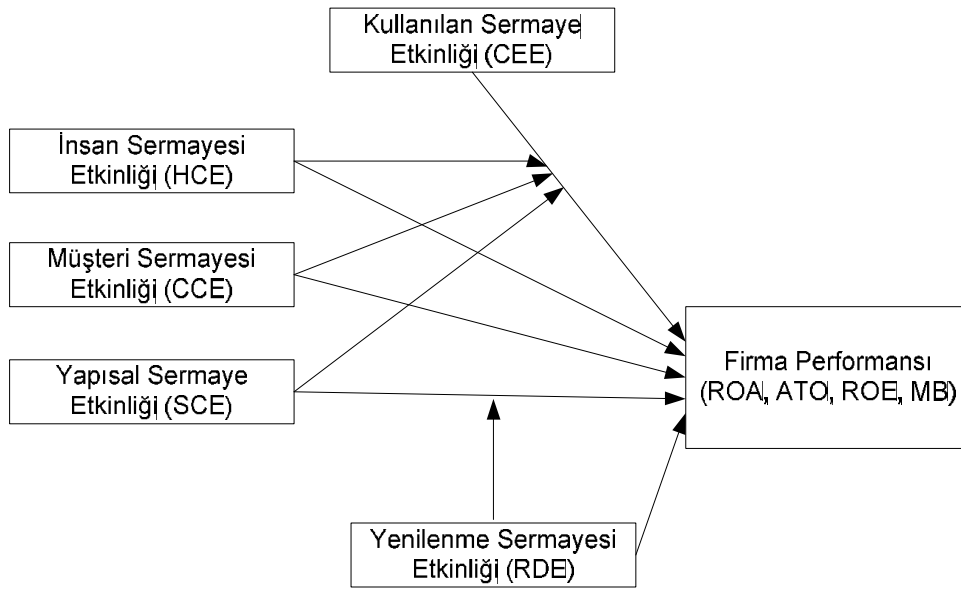 Kullanılan Sermaye
Etkinliği (CEE)
İnsan Sermayesi
Etkinliği (HCE)
Müşteri Sermayesi
Etkinliği (CCE)
Yapısal Sermaye
Etkinliği (SCE)
Firma Performansı
(ROA, ATO, ROE, MB)
Yenilenme Sermayesi
Etkinliği (RDE)